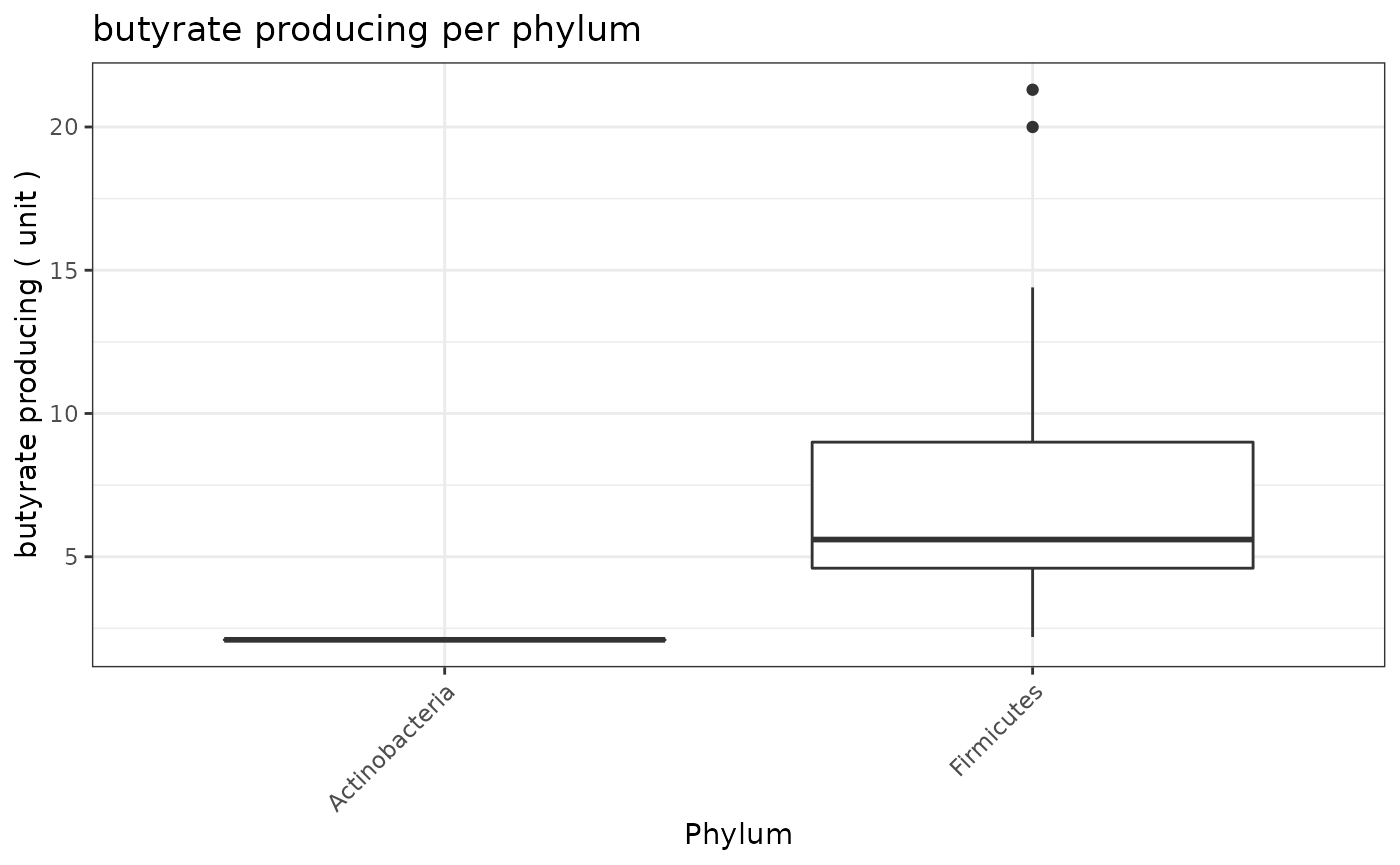 butyrate producing per phylum
butyrate producing ( unit )
20
15
10
5
Actinobacteria
Firmicutes
Phylum